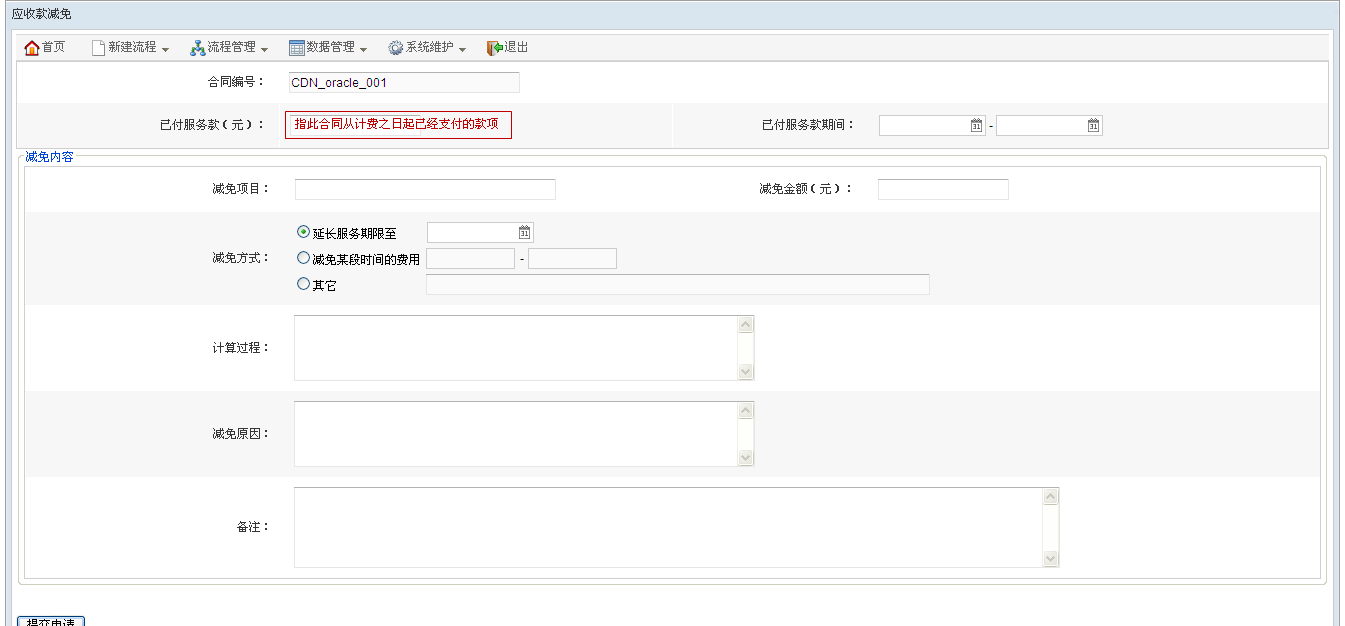 应收款减免
首页 新建流程 流程管理 数据管理 系统维护 退出
合同编号： CDN_oracle_001
已付服务款（元）： 指此合同从计费之日起已经支付的款项 已付服务款期间： 31 - 31
减免内容
减免项目： 减免金额（元）：
减免方式：
延长服务期限至 31
减免某段时间的费用 -
其它
计算过程：
减免原因：
备注：
提交申请